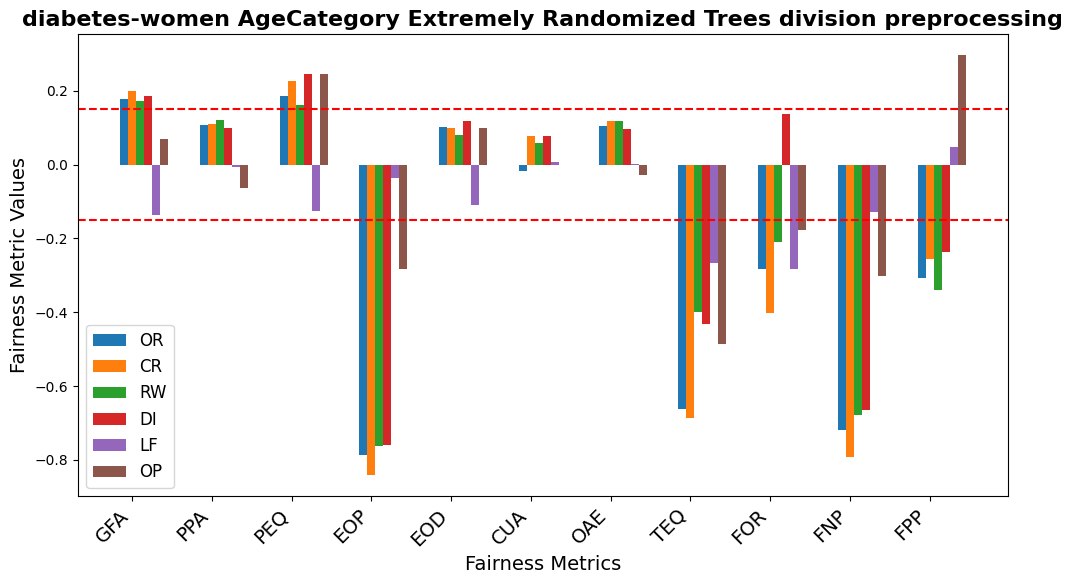 diabetes-women AgeCategory Extremely Randomized Trees division preprocessing
Fairness Metric Values
0.2
0.0
−0.2
−0.4
−0.6
−0.8
OR
CR
RW
DI
LF
OP
GFA
PPA
PEQ
EOP
EOD
CUA
OAE
TEQ
FOR
FNP
FPP
Fairness Metrics